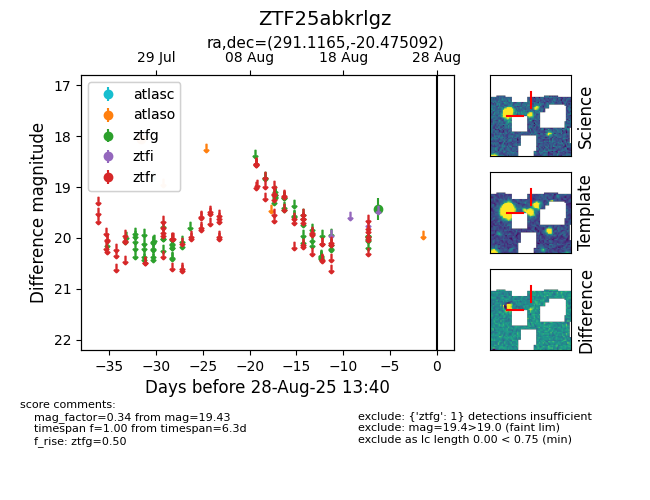 ZTF25abkrlgz
ra,dec=(291.1165,-20.475092)
29 Jul 08 Aug 18 Aug 28 Aug
17
18
19
20
21
22
Difference magnitude
atlasc
atlaso
ztfg
ztfi
ztfr
−35 −30 −25 −20 −15 −10 −5 0
Days before 28-Aug-25 13:40
Science
Template
Difference
score comments:
mag_factor=0.34 from mag=19.43
timespan f=1.00 from timespan=6.3d
f_rise: ztfg=0.50
exclude: {'ztfg': 1} detections insufficient
exclude: mag=19.4>19.0 (faint lim)
exclude as lc length 0.00 < 0.75 (min)